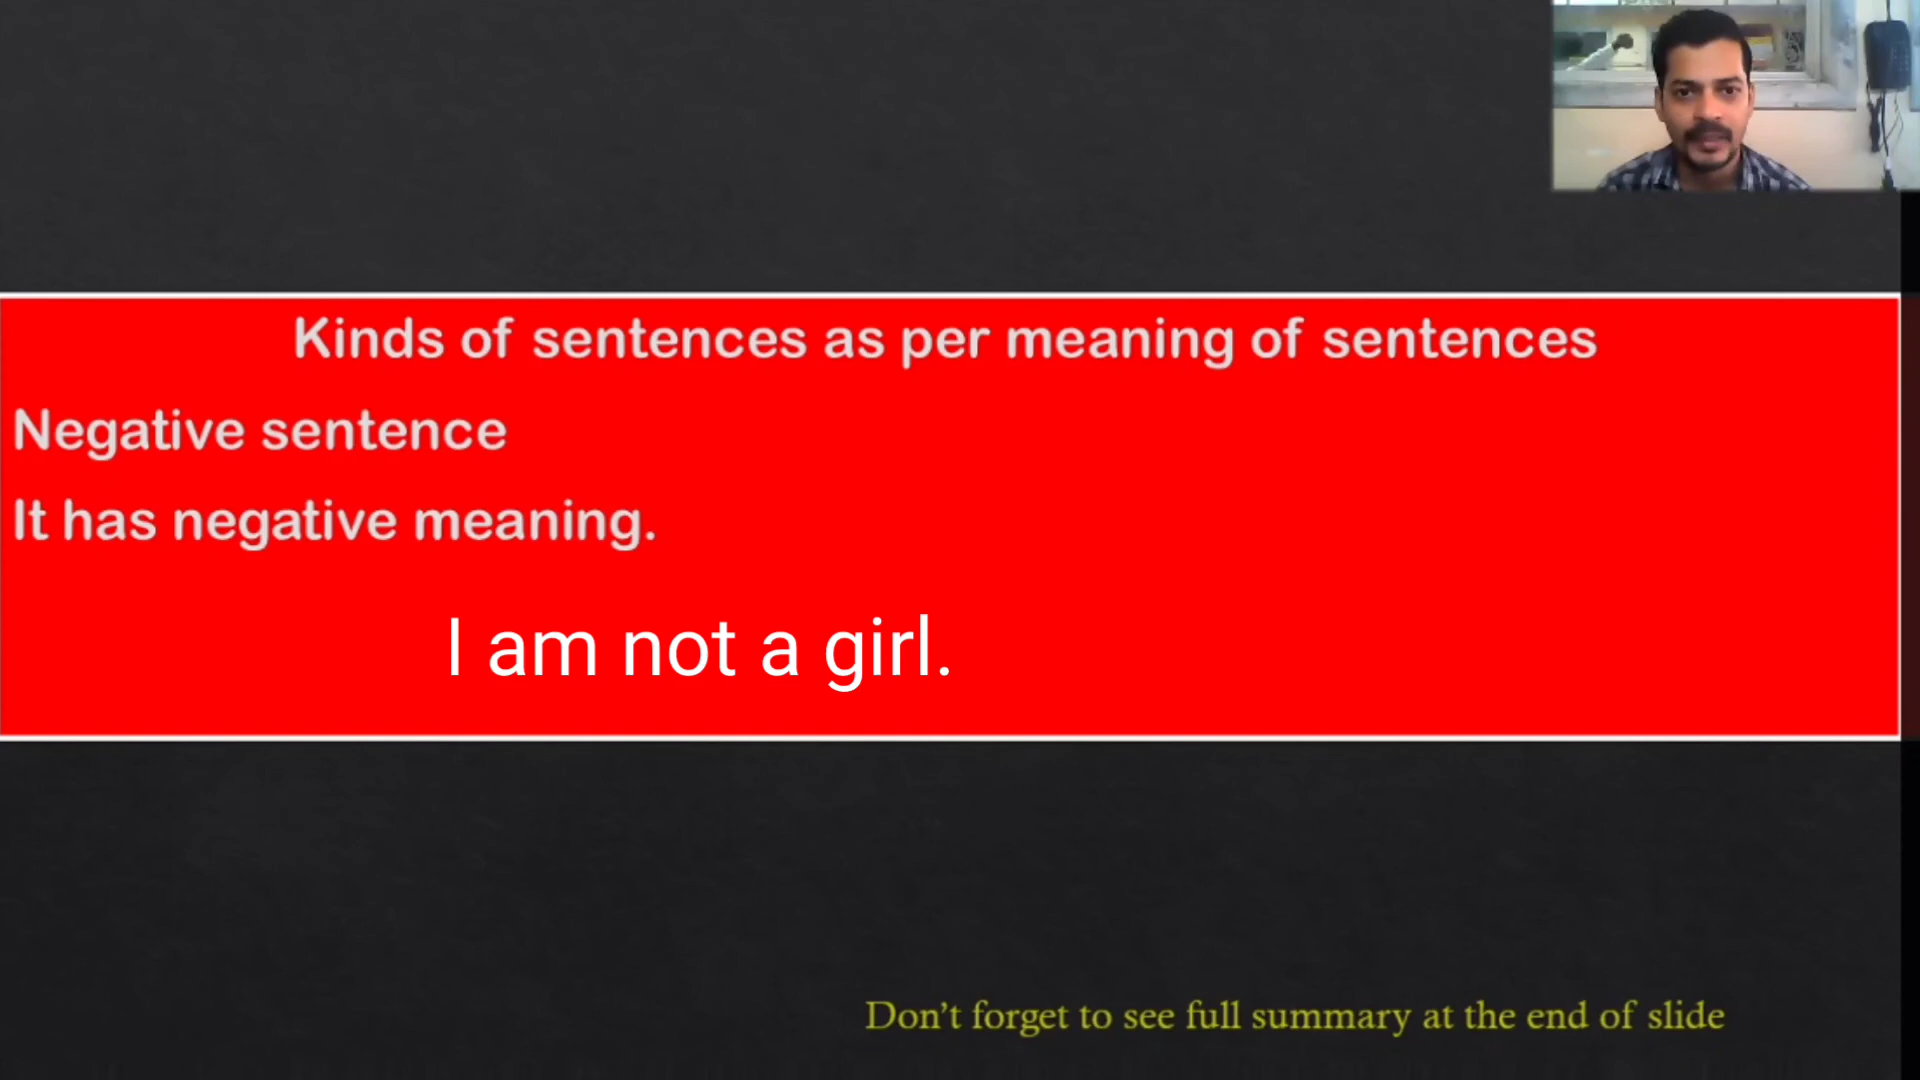 Kinds of sentences as per meaning of sentences
Negative sentence
It has negative meaning.
I am not a girl.
Don't forget to see full summary at the end of slide